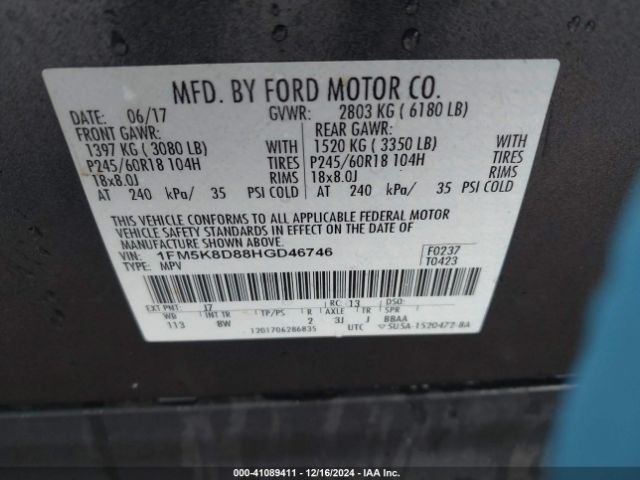 MFD. BY FORD MOTOR CO.
DATE: 06/17 GVWR: 2803 KG ( 6180 LB)
FRONT GAWR: REAR GAWR:
1397 KG ( 3080 LB) WITH 1520 KG ( 3350 LB) WITH
P245/60R18 104H TIRES P245/60R18 104H TIRES
18x8.0J RIMS 18x8.0J RIMS
AT 240 kPa/ 35 PSI COLD AT 240 kPa/ 35 PSI COLD
THIS VEHICLE CONFORMS TO ALL APPLICABLE FEDERAL MOTOR
VEHICLE SAFETY STANDARDS IN EFFECT ON THE DATE OF
MANUFACTURE SHOWN ABOVE.
VIN: 1FM5K8D88HGD46746 F0237
TYPE: MPV T0423
EXT PNT: J7 RC: 13 DSO:
WB INT TR TP/PS R AXLE TR SPR
113 8W 2 3J J BBAA
1201706286835 UTC 5U5A-1520472-BA
000-41089411 - 12/16/2024 - IAA Inc.